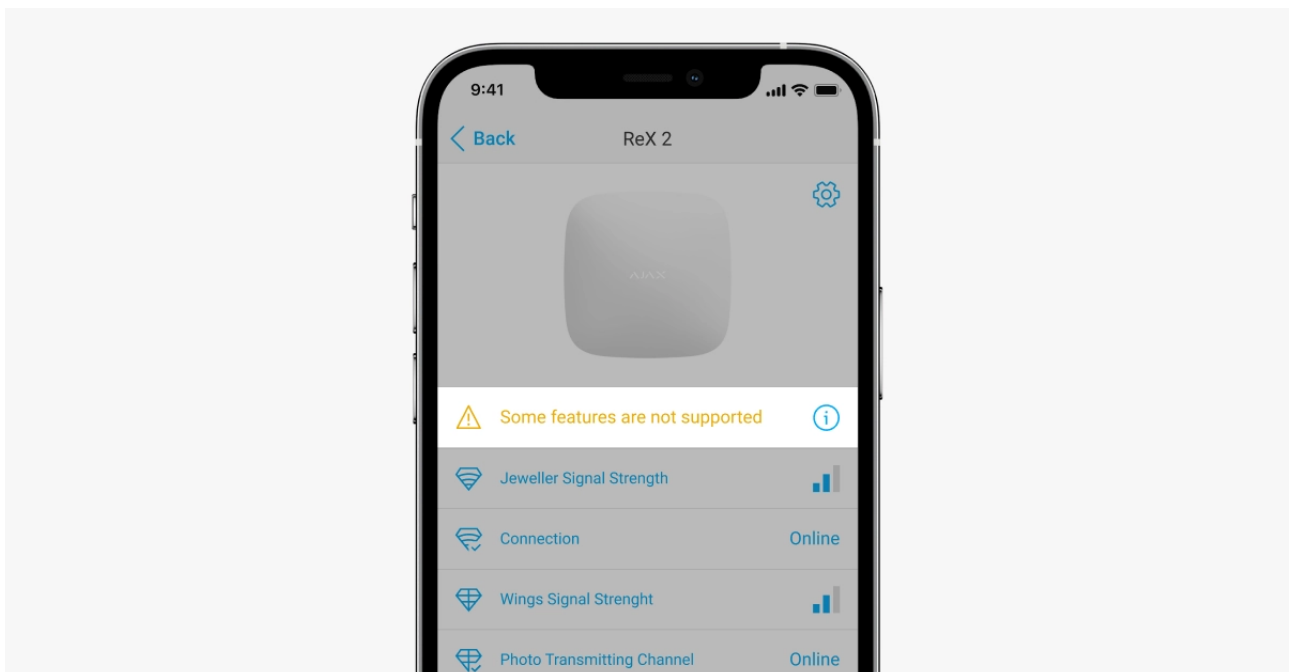 9:41
Back
ReX 2
AJAX
Some features are not supported
Jeweller Signal Strength
Connection
Online
Wings Signal Strenght
Photo Transmitting Channel
Online